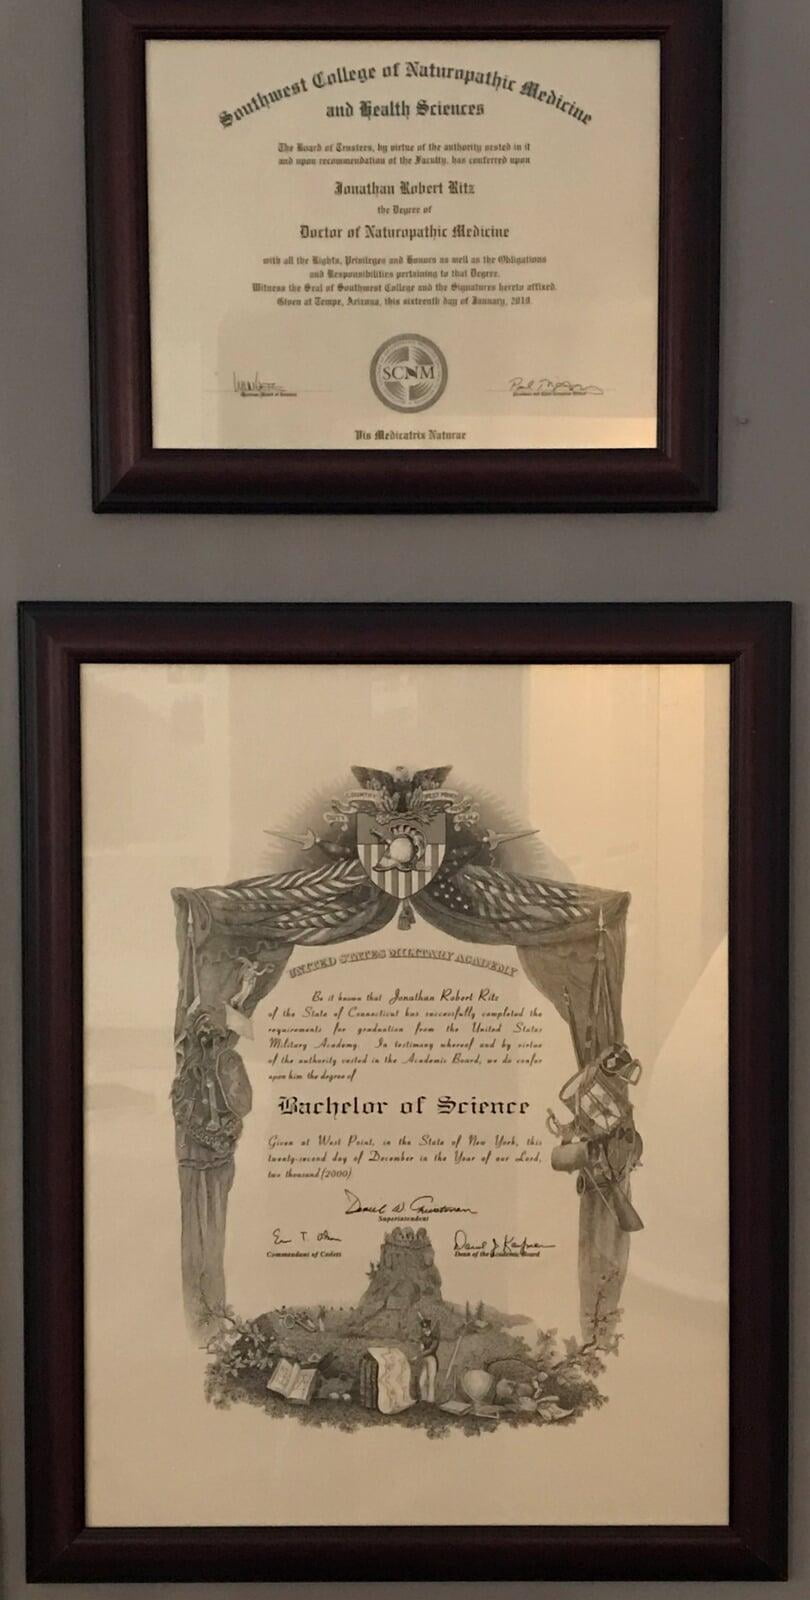 Southwest College of Naturopathic Medicine
and Health Sciences
The Board of Trustees, by virtue of the authority vested in it
and upon recommendation of the Faculty, has conferred upon
Jonathan Robert Ritz
the Degree of
Doctor of Naturopathic Medicine
with all the Rights, Privileges and Honors as well as the Obligations
and Responsibilities pertaining to that Degree.
Witness the Seal of Southwest College and the Signatures hereto affixed.
Given at Tempe, Arizona, this sixteenth day of January,
SCNM
Vis Medicatrix Naturae
COUNTRY WEST POINT
DUTY
UNITED STATES MILITARY ACADEMY
Be it known that Jonathan Robert Ritz
of the State of Connecticut has successfully completed the
requirements for graduation from the United States
Military Academy. In testimony whereof and by virtue
of the authority vested in the Academic Board, we do confer
upon him the degree of
Bachelor of Science
Given at West Point, in the State of New York, this
twenty-second day of December in the Year of our Lord,
two thousand (2000)
Superintendent
Commandant of Cadets
Dean of the Academic Board